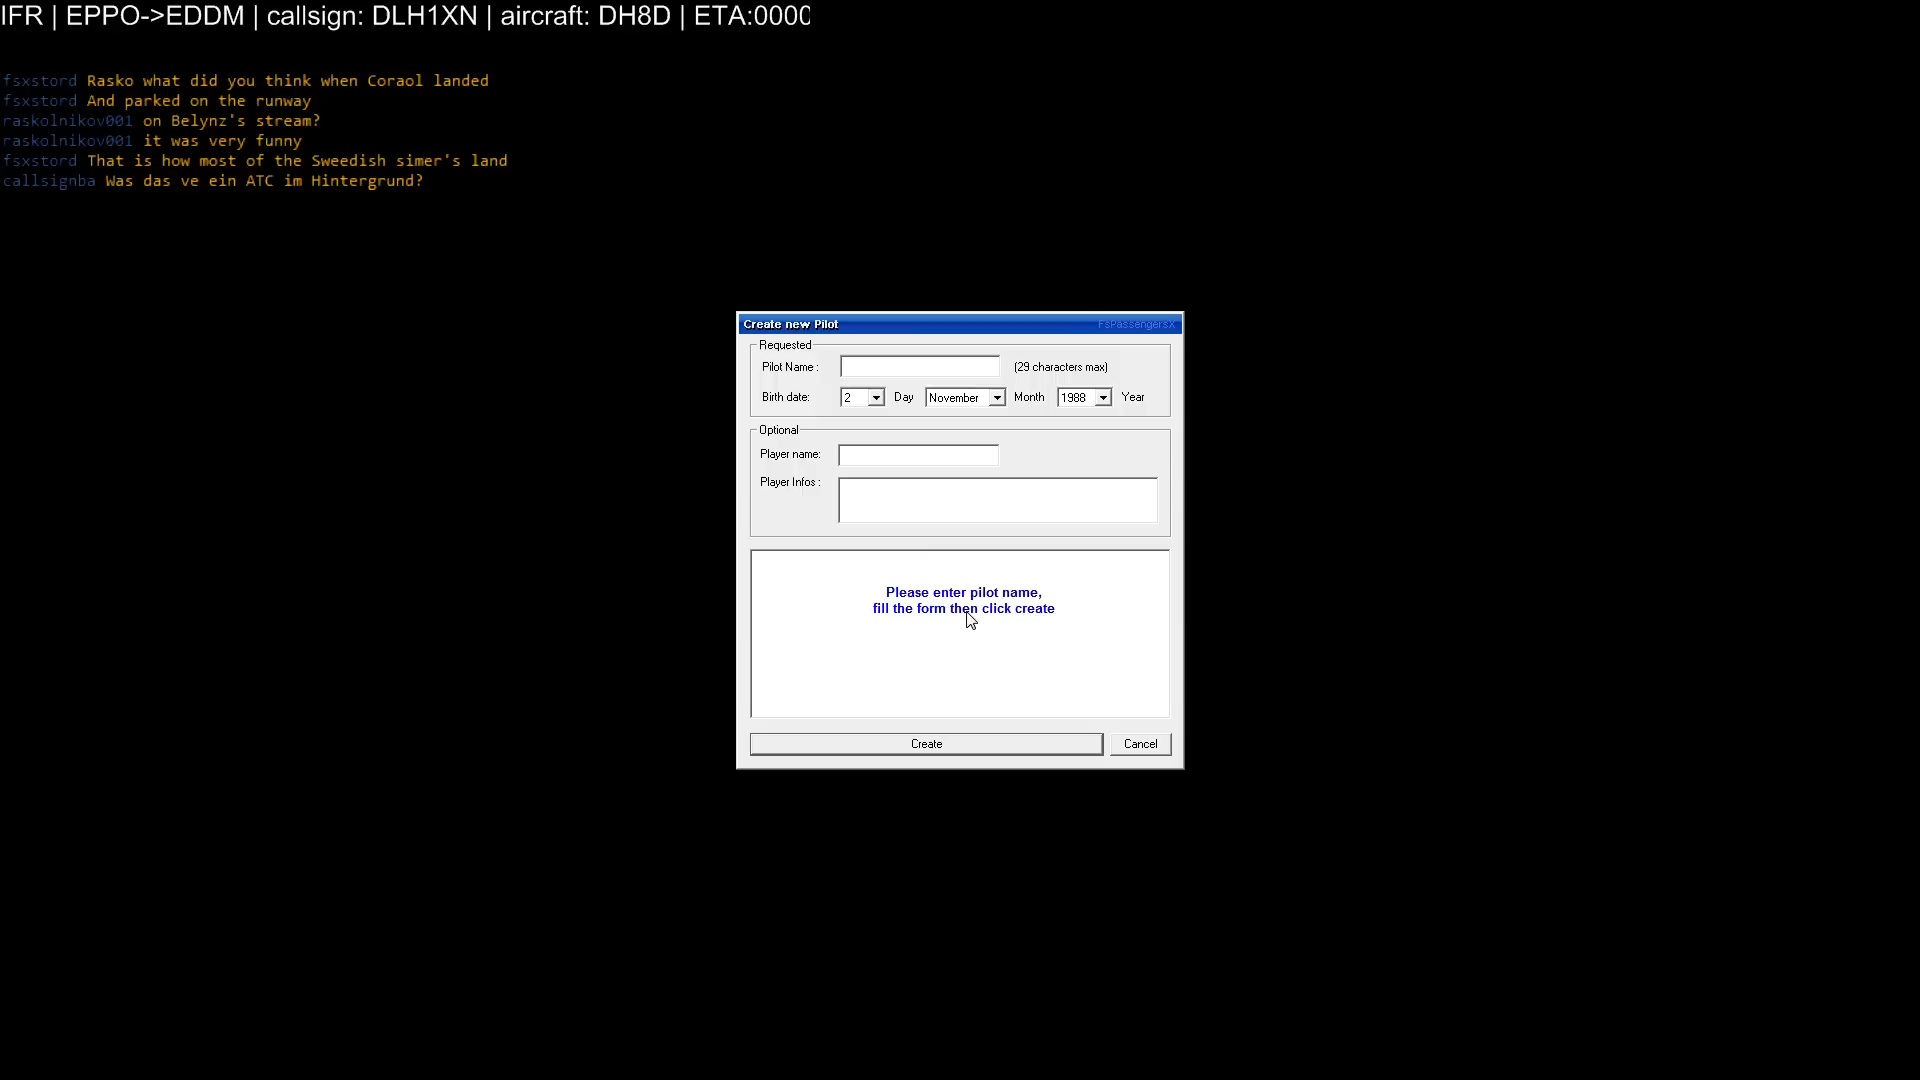 IFR | EPPO->EDDM | callsign: DLH1XN | aircraft: DH8D | ETA:0000
fsxstord Rasko what did you think when Coraol landed
fsxstord And parked on the runway
raskolnikov001 on Belynz's stream?
raskolnikov001 it was very funny
fsxstord That is how most of the Sweedish simer's land
callsignba Was das ve ein ATC im Hintergrund?
Create new Pilot FsPassengersX
Requested
Pilot Name : (29 characters max)
Birth date: 2 Day November Month 1988 Year
Optional
Player name:
Player Infos :
Please enter pilot name,
fill the form then click create
Create Cancel